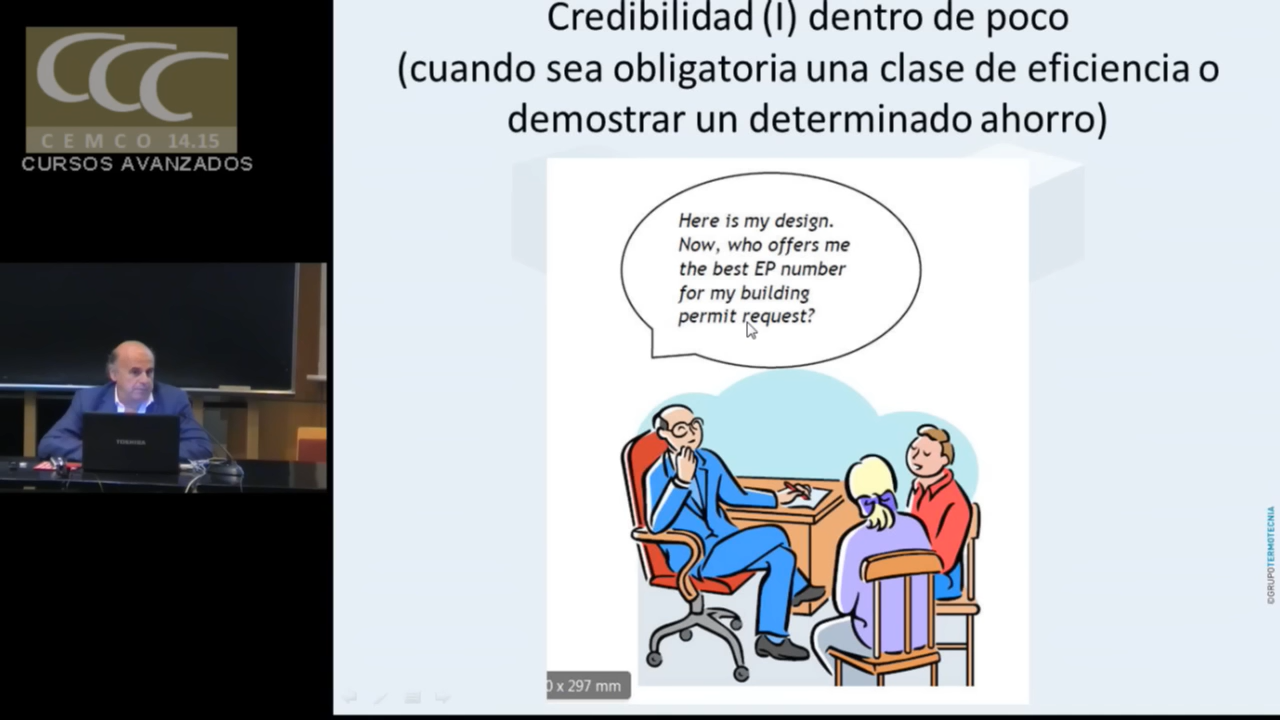 Credibilidad (I) dentro de poco
(cuando sea obligatoria una clase de eficiencia o
demostrar un determinado ahorro)
CCC
CEMCO 14.15
CURSOS AVANZADOS
Here is my design.
Now, who offers me
the best EP number
for my building
permit request?
TOSHIBA
0 x 297 mm
©GRUPOTERMOTECNIA